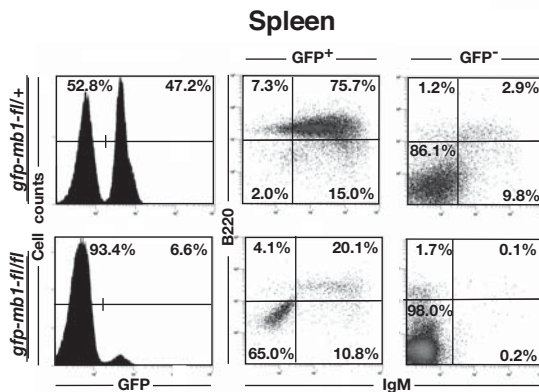 Spleen
GFP+ GFP-
gfp-mb1-fl/+
52.8% 47.2%
7.3% 75.7%
1.2% 2.9%
86.1%
2.0% 15.0%
9.8%
Cell counts
B220
gfp-mb1-fl/fl
93.4% 6.6%
4.1% 20.1%
1.7% 0.1%
98.0%
65.0% 10.8%
0.2%
GFP
IgM